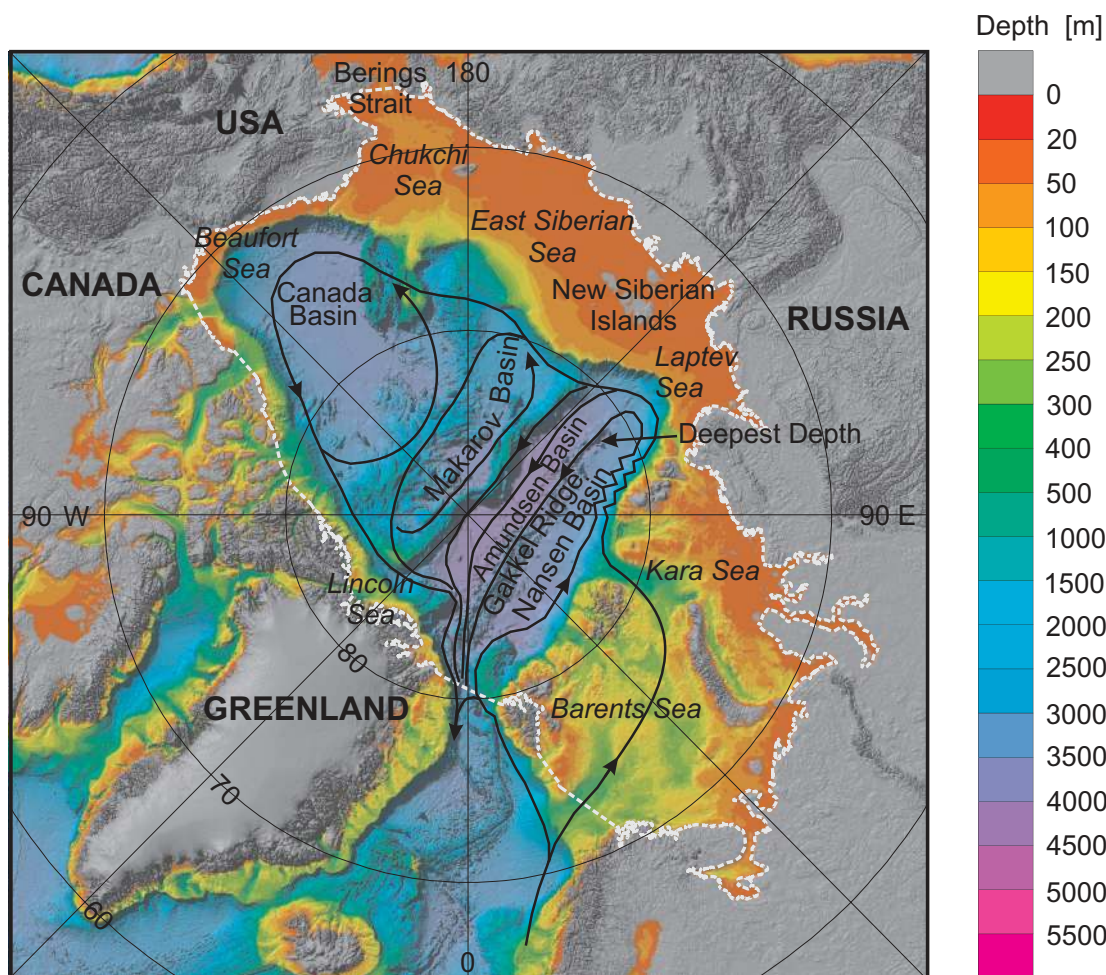 Depth [m]
Berings 180
Strait
USA
Chukchi
Sea
East Siberian
Sea
Beaufort
Sea
CANADA
Canada
Basin
New Siberian
Islands
RUSSIA
Laptev
Sea
Makarov Basin
Deepest Depth
Amundsen Basin
Gakkel Ridge
Nansen Basin
90 W
90 E
Kara Sea
Lincoln
Sea
80
GREENLAND
Barents Sea
70
60
0
0
20
50
100
150
200
250
300
400
500
1000
1500
2000
2500
3000
3500
4000
4500
5000
5500